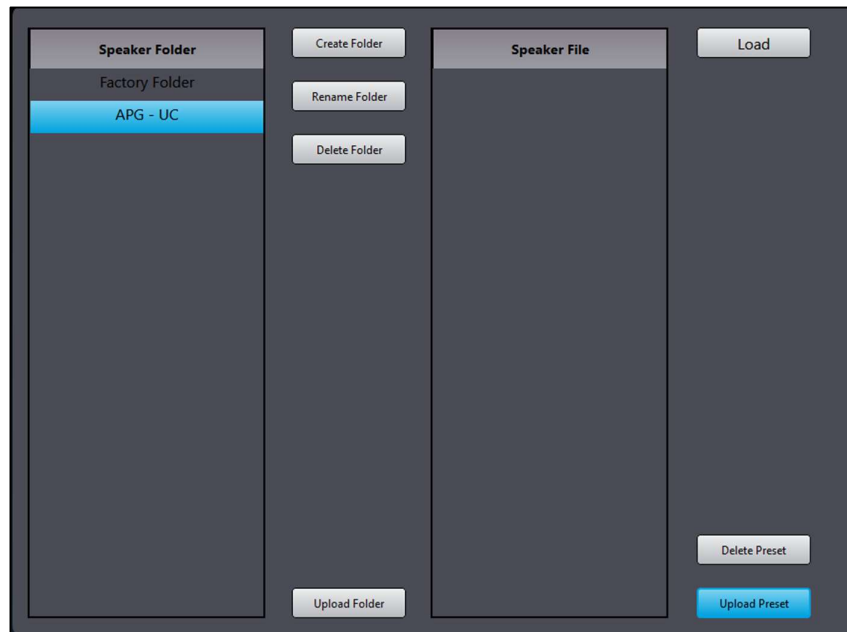 Speaker Folder
Factory Folder
APG - UC
Create Folder
Rename Folder
Delete Folder
Upload Folder
Speaker File
Load
Delete Preset
Upload Preset